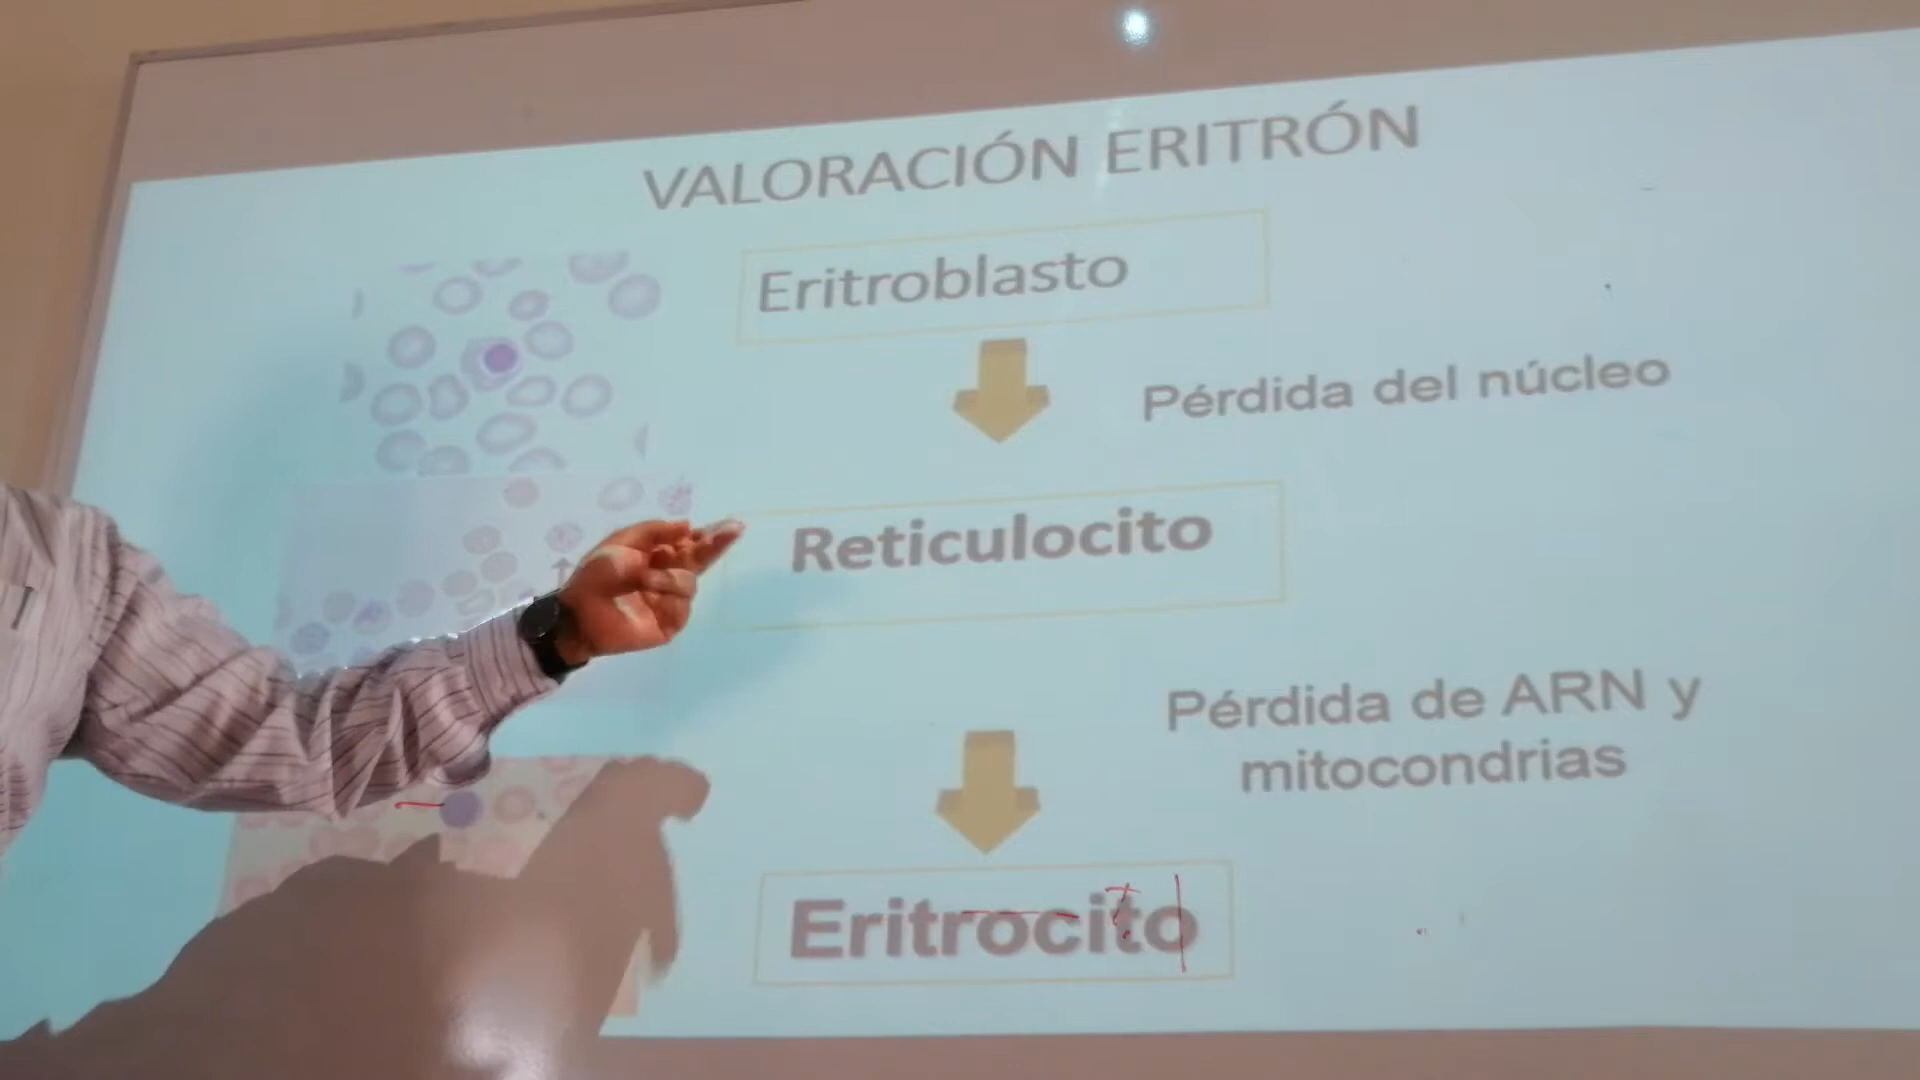 VALORACIÓN ERITRÓN
Eritroblasto
Pérdida del núcleo
Reticulocito
Pérdida de ARN y
mitocondrias
Eritrocito